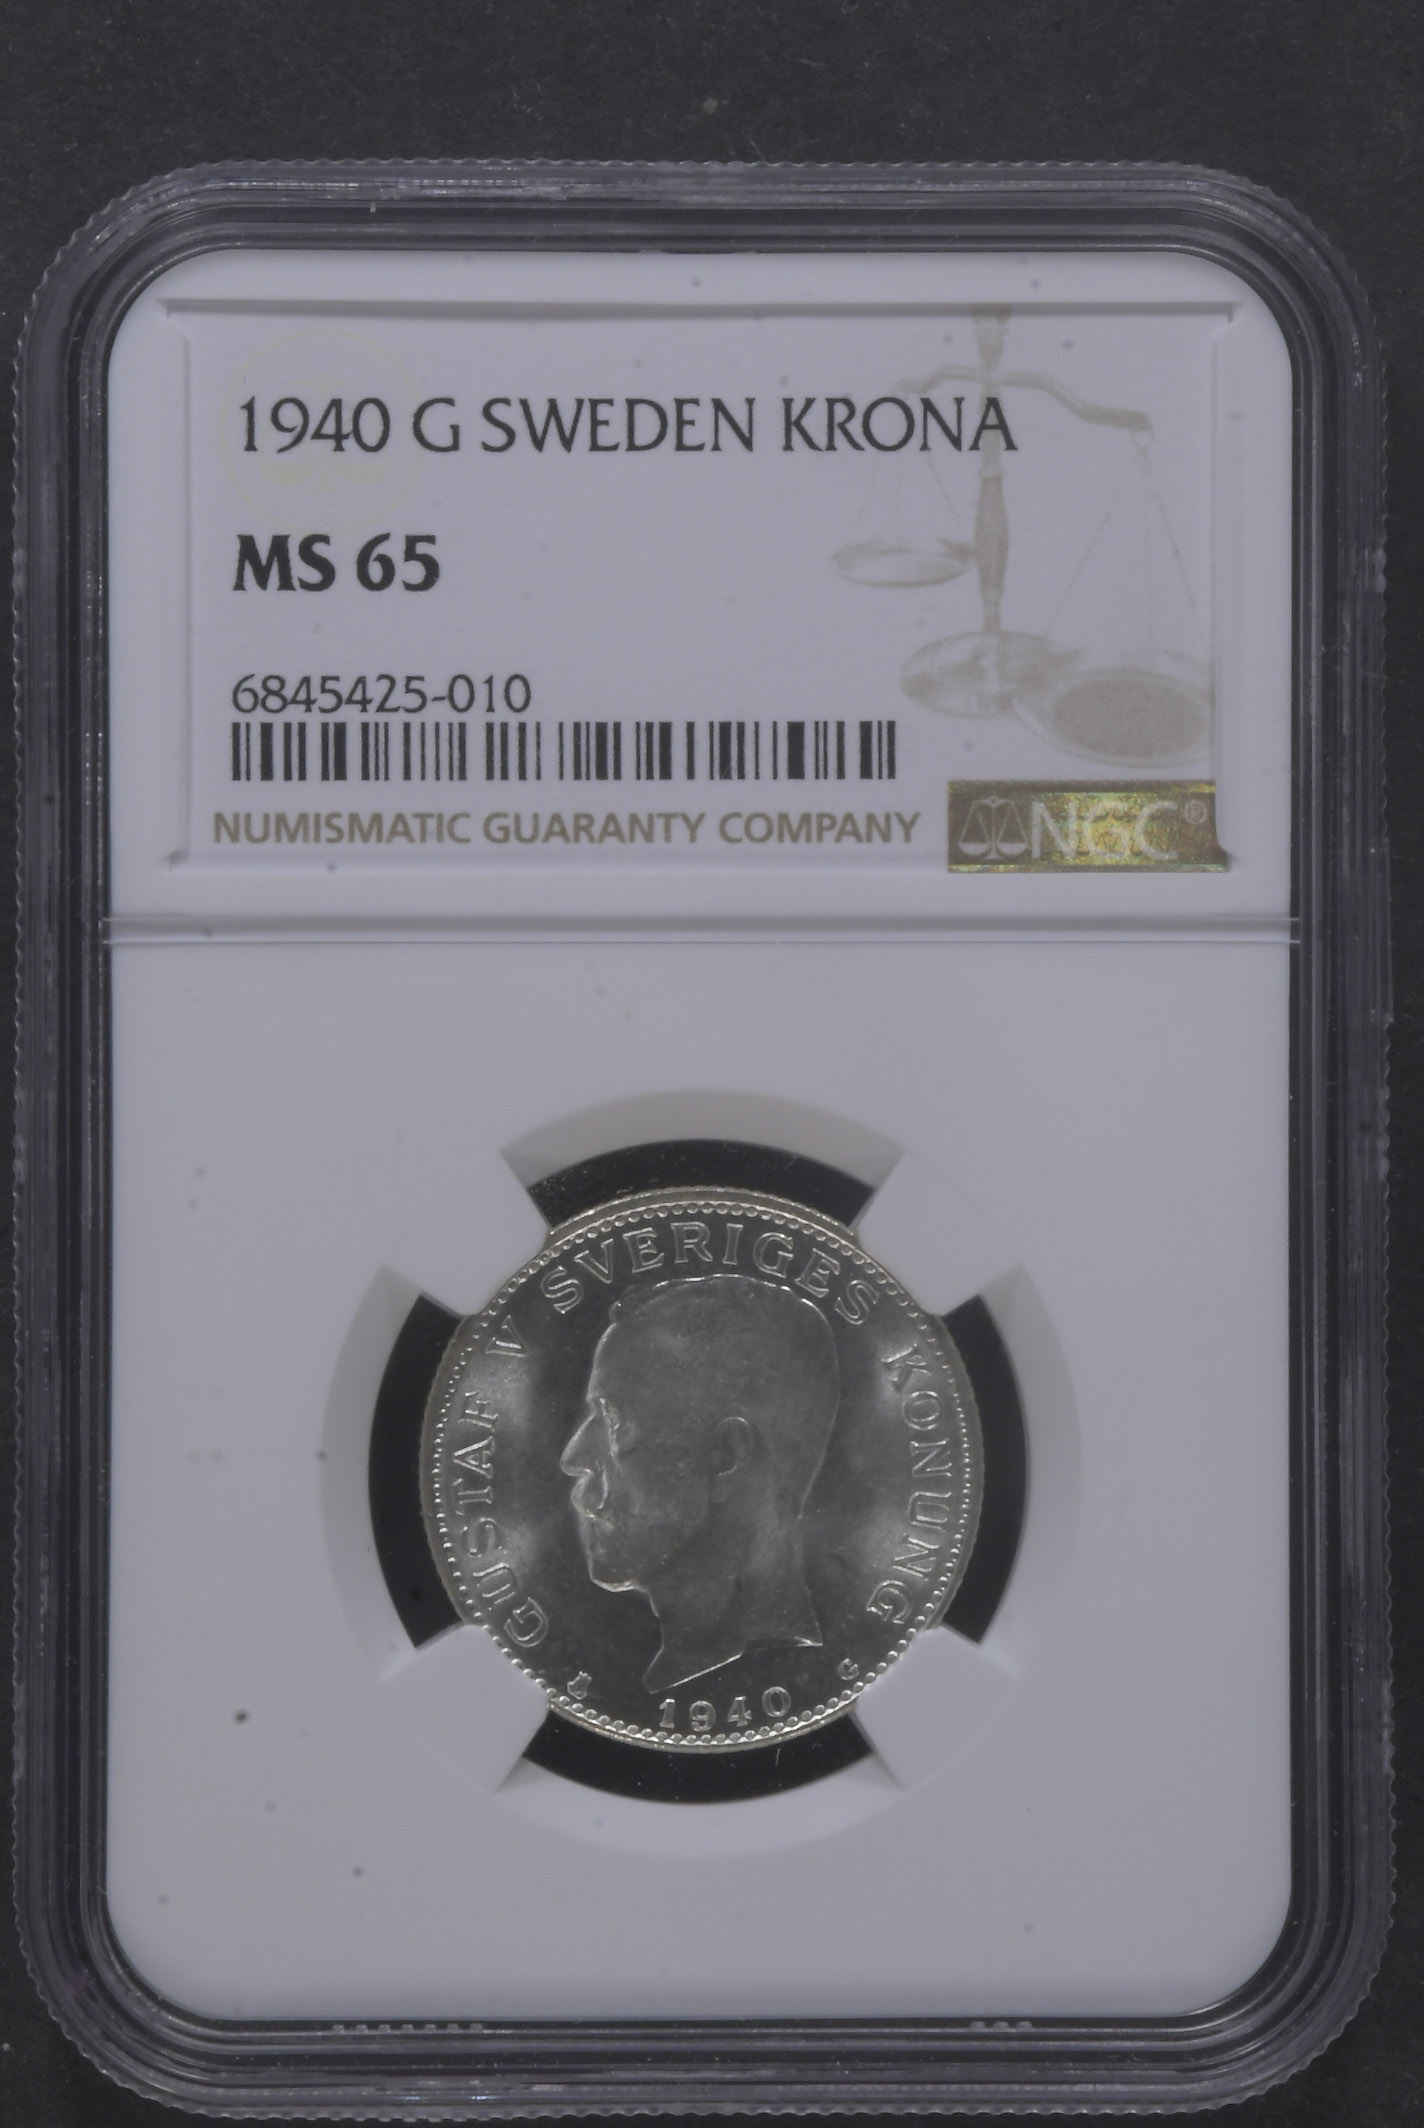 1940 G SWEDEN KRONA
MS 65
6845425-010
NUMISMATIC GUARANTY COMPANY
NGC®
GUSTAF V SVERIGES KONUNG
G
1940